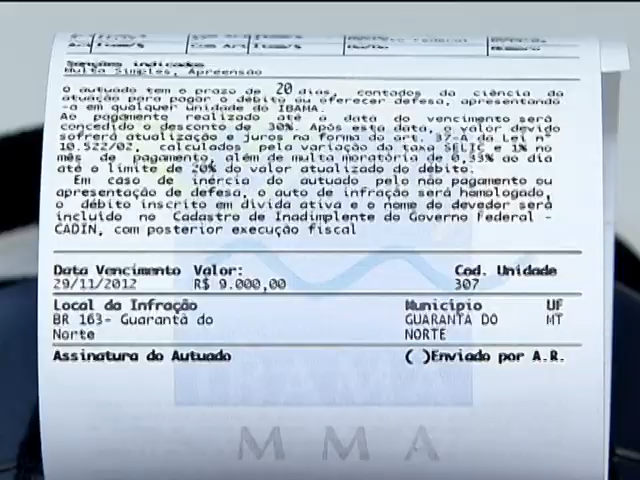 Sanções indicadas
Multa Simples, Apreensão
O autuado tem o prazo de 20 dias, contados da ciência da
atuação para pagar o débito ou oferecer defesa, apresentando
-a em qualquer unidade do IBAMA.
Ao pagamento realizado até a data do vencimento será
concedido o desconto de 30%. Após esta data, o valor devido
sofrerá atualização e juros na forma do art. 37-A da Lei nº
10.522/02, calculados pela variação da taxa SELIC e 1% no
mês de pagamento, além de multa moratória de 0,33% ao dia
até o limite de 20% do valor atualizado do débito.
Em caso de inércia do autuado pelo não pagamento ou
apresentação de defesa, o auto de infração será homologado,
o débito inscrito em dívida ativa e o nome do devedor será
incluido no Cadastro de Inadimplente do Governo Federal -
CADIN, com posterior execução fiscal
Data Vencimento Valor: Cod. Unidade
29/11/2012 R$ 9.000,00 307
Local da Infração Município UF
BR 163- Guarantã do GUARANTÃ DO MT
Norte NORTE
Assinatura do Autuado ( )Enviado por A.R.
IBAMA
MMA